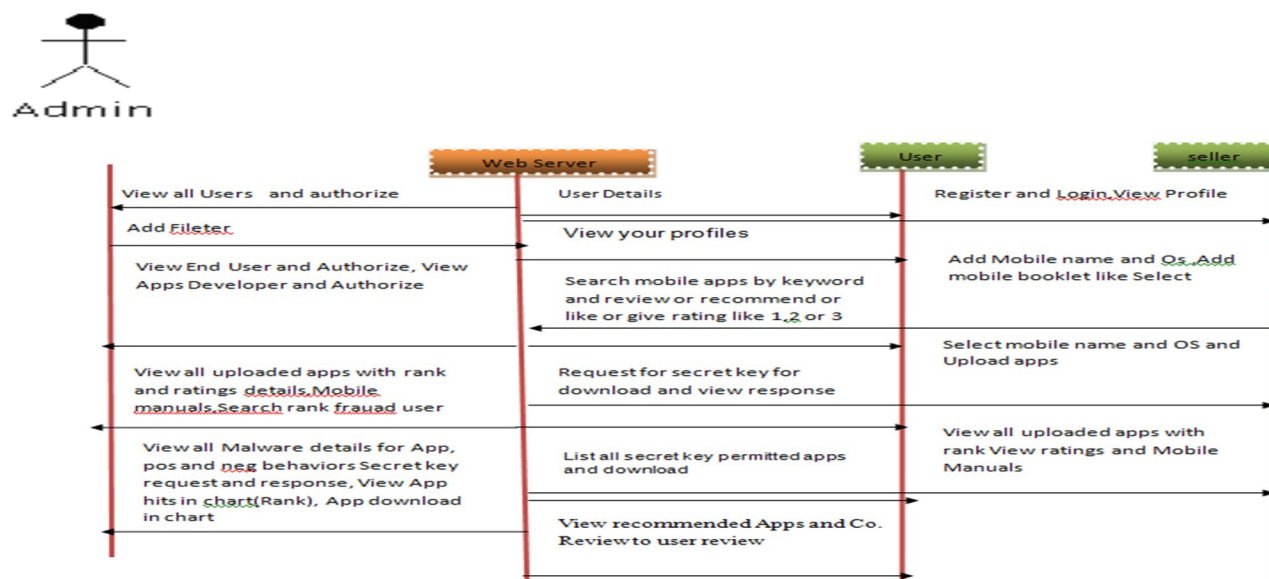 Admin
Web Server
User
seller
View all Users and authorize
User Details
Register and Login,View Profile
Add Fileter
View your profiles
View End User and Authorize, View
Apps Developer and Authorize
Add Mobile name and Os ,Add
mobile booklet like Select
Search mobile apps by keyword
and review or recommend or
like or give rating like 1,2 or 3
Select mobile name and OS and
Upload apps
View all uploaded apps with rank
and ratings details,Mobile
manuals,Search rank frauad user
Request for secret key for
download and view response
View all uploaded apps with
rank View ratings and Mobile
Manuals
View all Malware details for App,
pos and neg behaviors Secret key
request and response, View App
hits in chart(Rank), App download
in chart
List all secret key permitted apps
and download
View recommended Apps and Co.
Review to user review